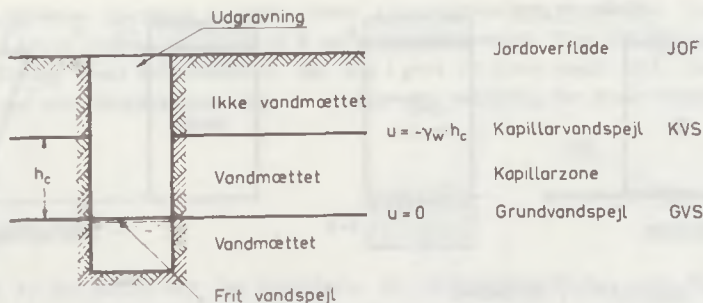 Udgravning
Jordoverflade JOF
Ikke vandmættet
u = -γw·hc Kapillarvandspejl KVS
hc Vandmættet Kapillarzone
u = 0 Grundvandspejl GVS
Vandmættet
Frit vandspejl